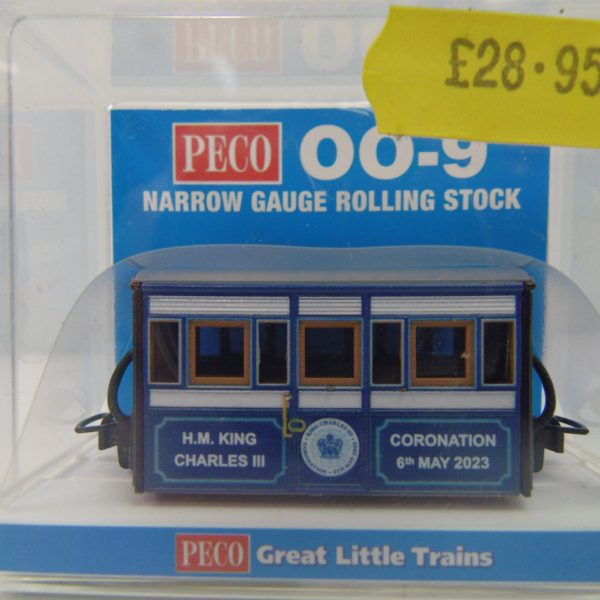 £28.95
PECO OO-9
NARROW GAUGE ROLLING STOCK
H.M. KING
CHARLES III
CORONATION
6th MAY 2023
PECO Great Little Trains